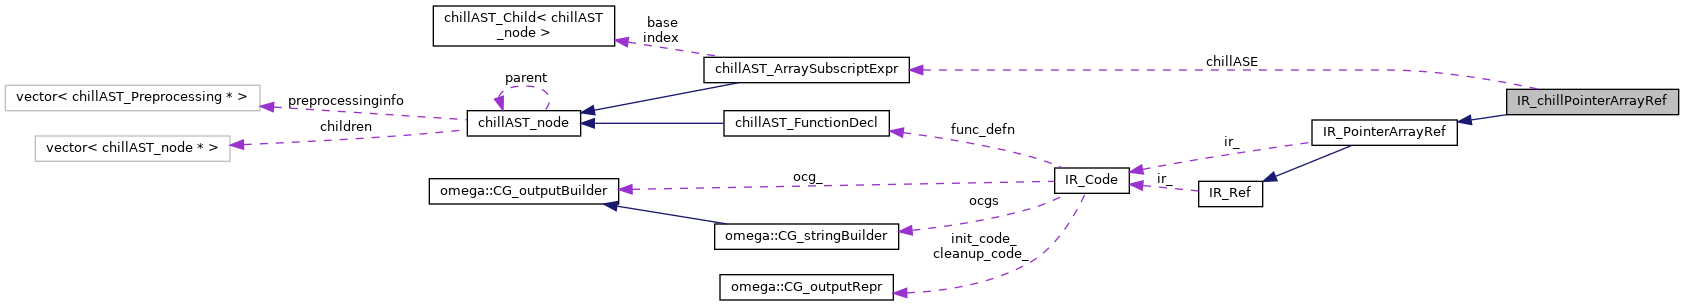 chillAST_Child< chillAST
_node >
base
index
chillAST_ArraySubscriptExpr
chillASE
IR_chillPointerArrayRef
parent
vector< chillAST_Preprocessing * >
preprocessinginfo
chillAST_node
chillAST_FunctionDecl
func_defn
IR_PointerArrayRef
children
vector< chillAST_node * >
ir_
omega::CG_outputBuilder
ocg_
IR_Code
ir_
IR_Ref
ocgs
omega::CG_stringBuilder
init_code_
cleanup_code_
omega::CG_outputRepr